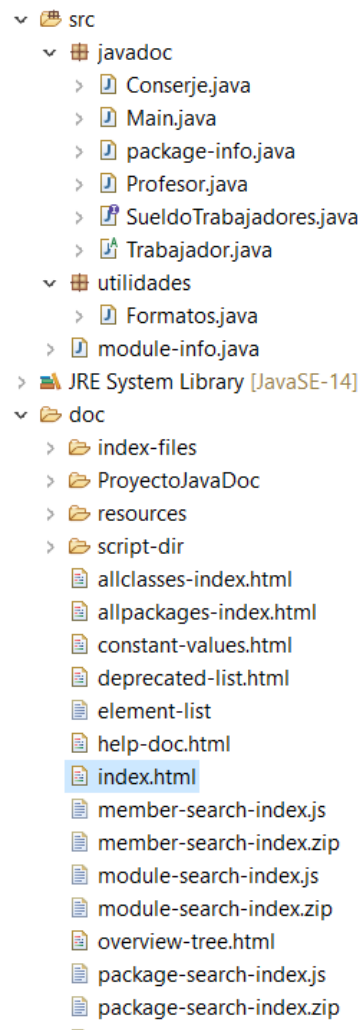 src
javadoc
Conserje.java
Main.java
package-info.java
Profesor.java
SueldoTrabajadores.java
Trabajador.java
utilidades
Formatos.java
module-info.java
JRE System Library [JavaSE-14]
doc
index-files
ProyectoJavaDoc
resources
script-dir
allclasses-index.html
allpackages-index.html
constant-values.html
deprecated-list.html
element-list
help-doc.html
index.html
member-search-index.js
member-search-index.zip
module-search-index.js
module-search-index.zip
overview-tree.html
package-search-index.js
package-search-index.zip